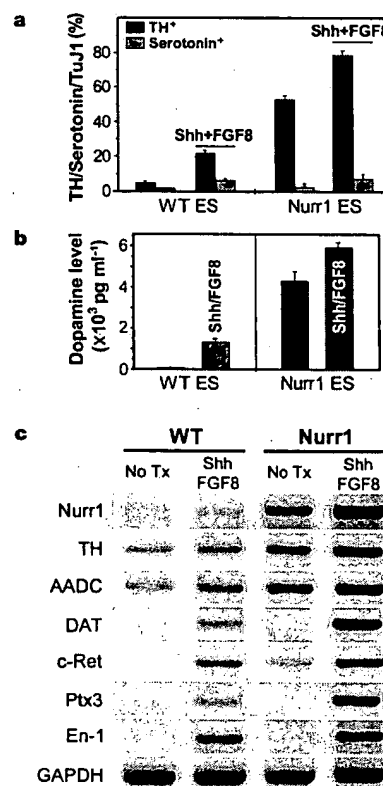 a
TH/Serotonin/TuJ1 (%)
80
60
40
20
0
TH⁺
Serotonin⁺
Shh+FGF8
Shh+FGF8
WT ES
Nurr1 ES
b
Dopamine level
(x10³ pg ml⁻¹)
6
4
2
0
Shh/FGF8
Shh/FGF8
WT ES
Nurr1 ES
c
WT Nurr1
No Tx Shh FGF8 No Tx Shh FGF8
Nurr1
TH
AADC
DAT
c-Ret
Ptx3
En-1
GAPDH